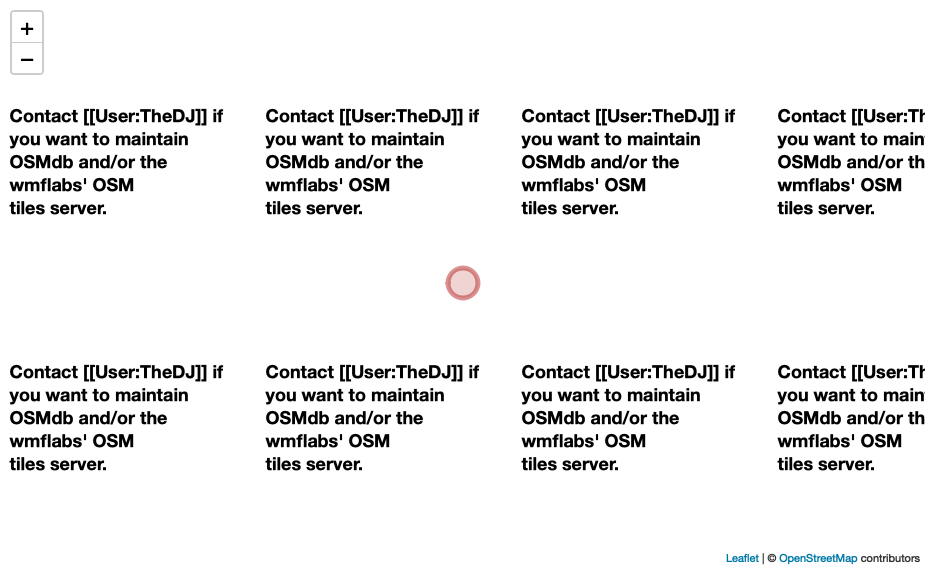 +
−
Contact [[User:TheDJ]] if
you want to maintain
OSMdb and/or the
wmflabs' OSM
tiles server.
Contact [[User:TheDJ]] if
you want to maintain
OSMdb and/or the
wmflabs' OSM
tiles server.
Contact [[User:TheDJ]] if
you want to maintain
OSMdb and/or the
wmflabs' OSM
tiles server.
Contact [[User:Th
you want to main
OSMdb and/or th
wmflabs' OSM
tiles server.
Contact [[User:TheDJ]] if
you want to maintain
OSMdb and/or the
wmflabs' OSM
tiles server.
Contact [[User:TheDJ]] if
you want to maintain
OSMdb and/or the
wmflabs' OSM
tiles server.
Contact [[User:TheDJ]] if
you want to maintain
OSMdb and/or the
wmflabs' OSM
tiles server.
Contact [[User:Th
you want to main
OSMdb and/or th
wmflabs' OSM
tiles server.
Leaflet | © OpenStreetMap contributors